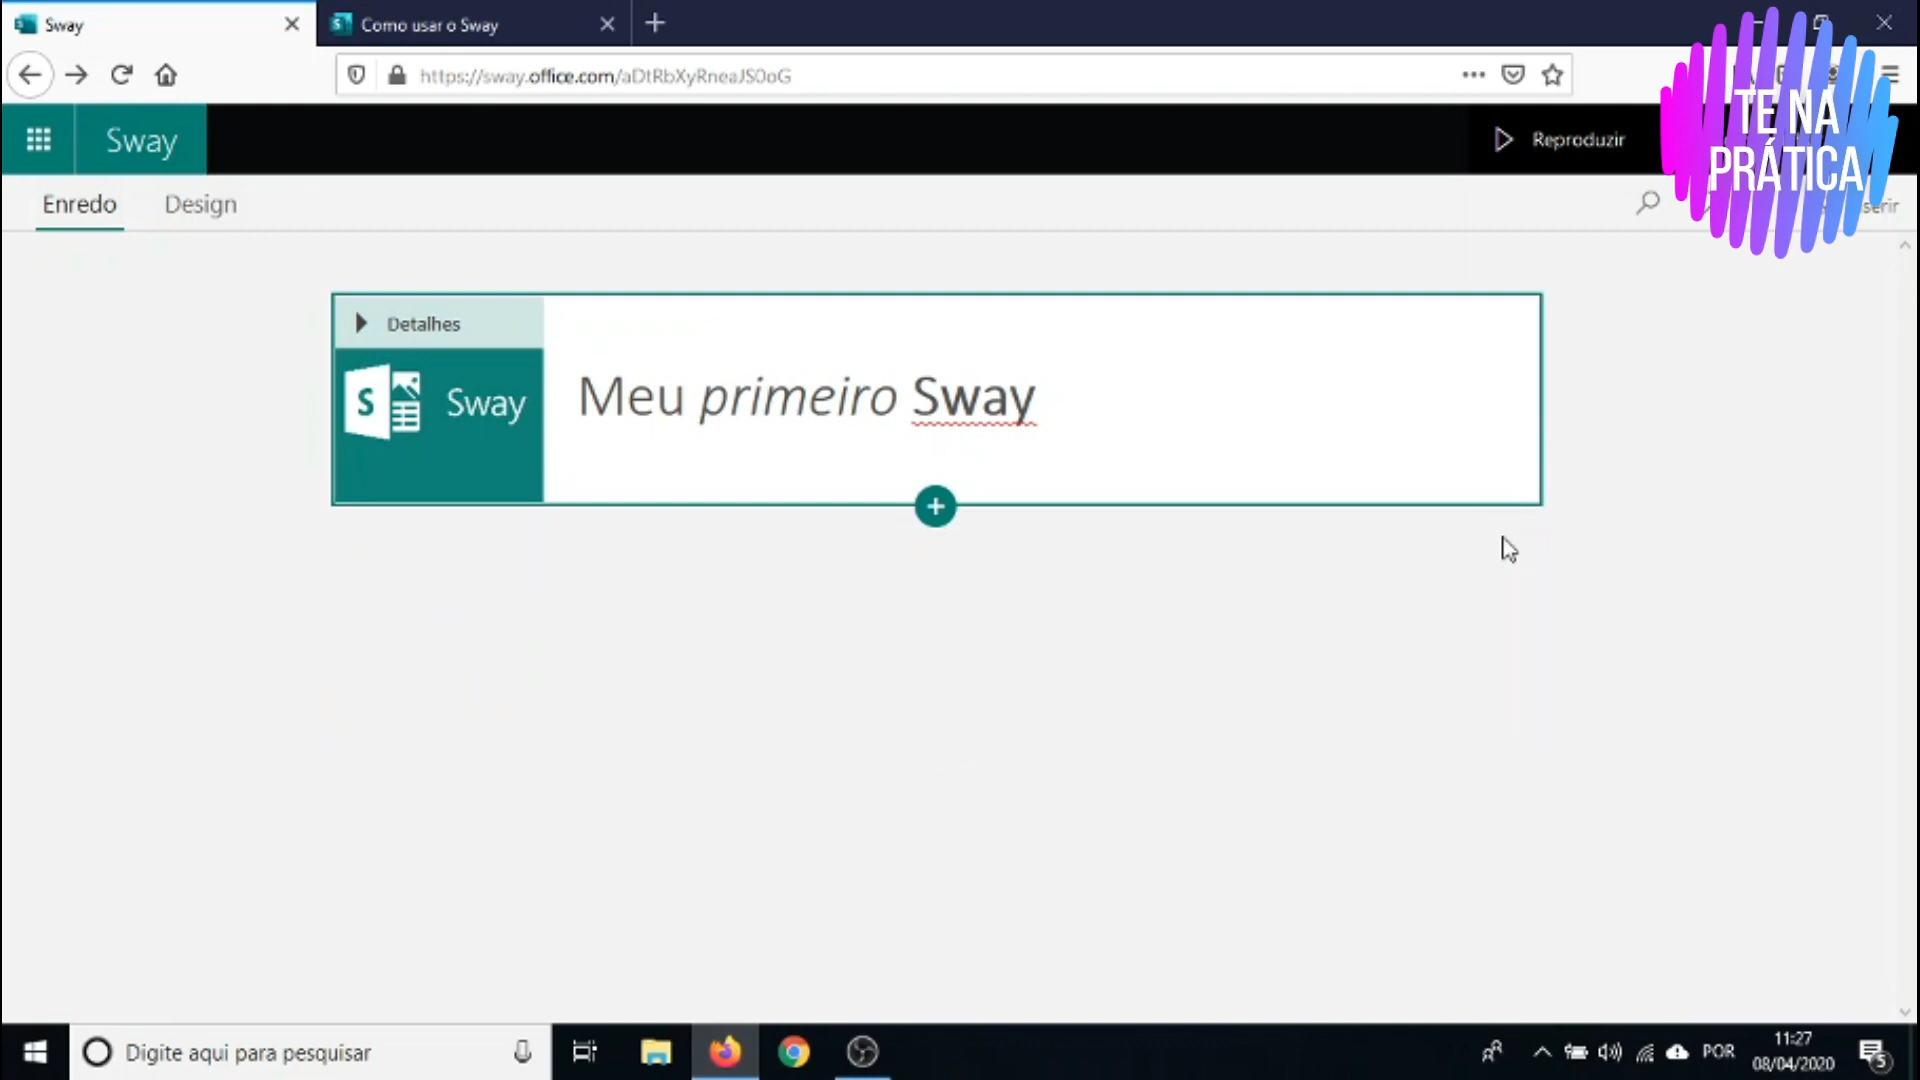 Sway
Como usar o Sway
https://sway.office.com/aDtRbXyRneaJS0oG
Sway
Reproduzir
TE NA
PRÁTICA
Enredo
Design
Detalhes
S
Sway
Meu primeiro Sway
Digite aqui para pesquisar
POR
11:27
08/04/2020
5